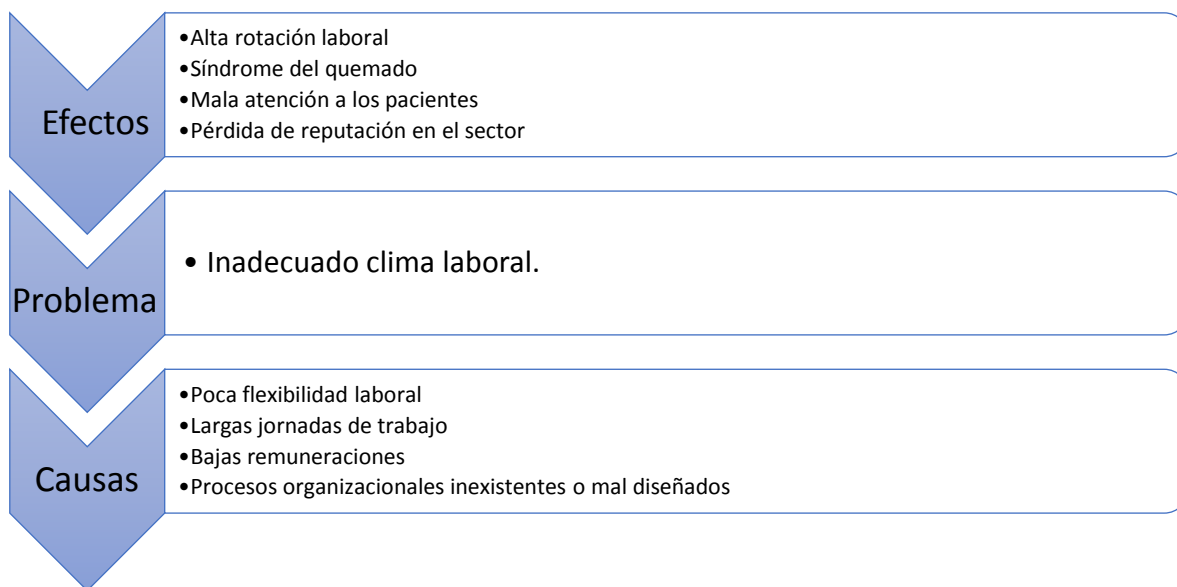 Efectos
•Alta rotación laboral
•Síndrome del quemado
•Mala atención a los pacientes
•Pérdida de reputación en el sector
Problema
• Inadecuado clima laboral.
Causas
•Poca flexibilidad laboral
•Largas jornadas de trabajo
•Bajas remuneraciones
•Procesos organizacionales inexistentes o mal diseñados